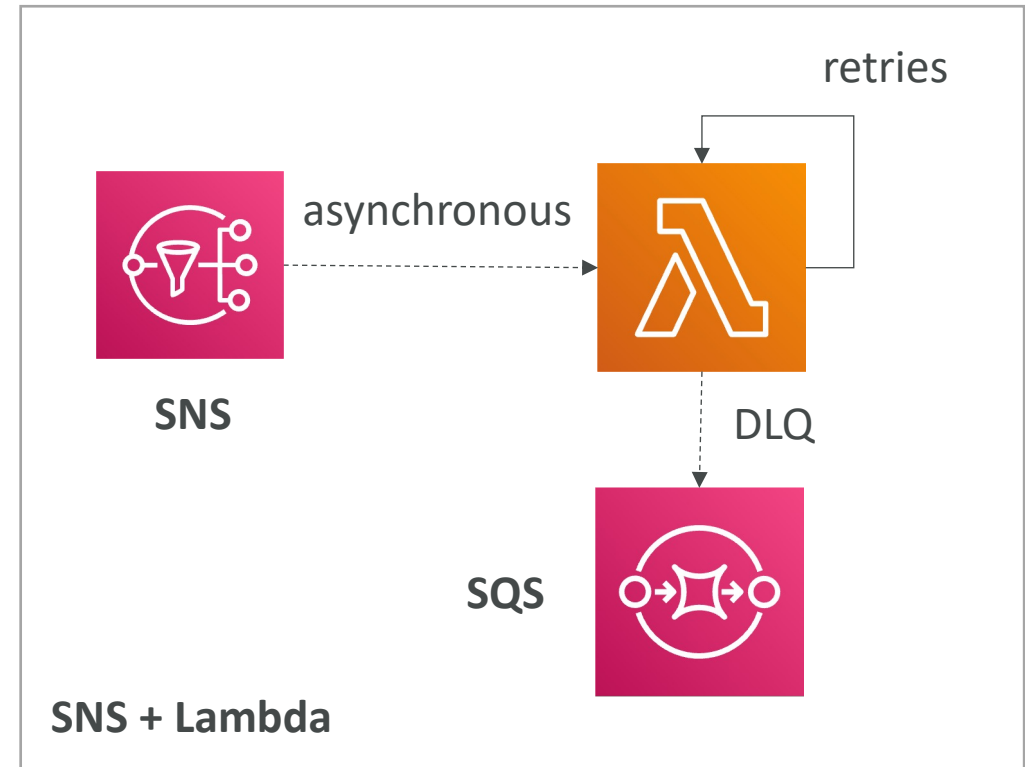 retries
asynchronous
SNS
DLQ
SQS
SNS + Lambda